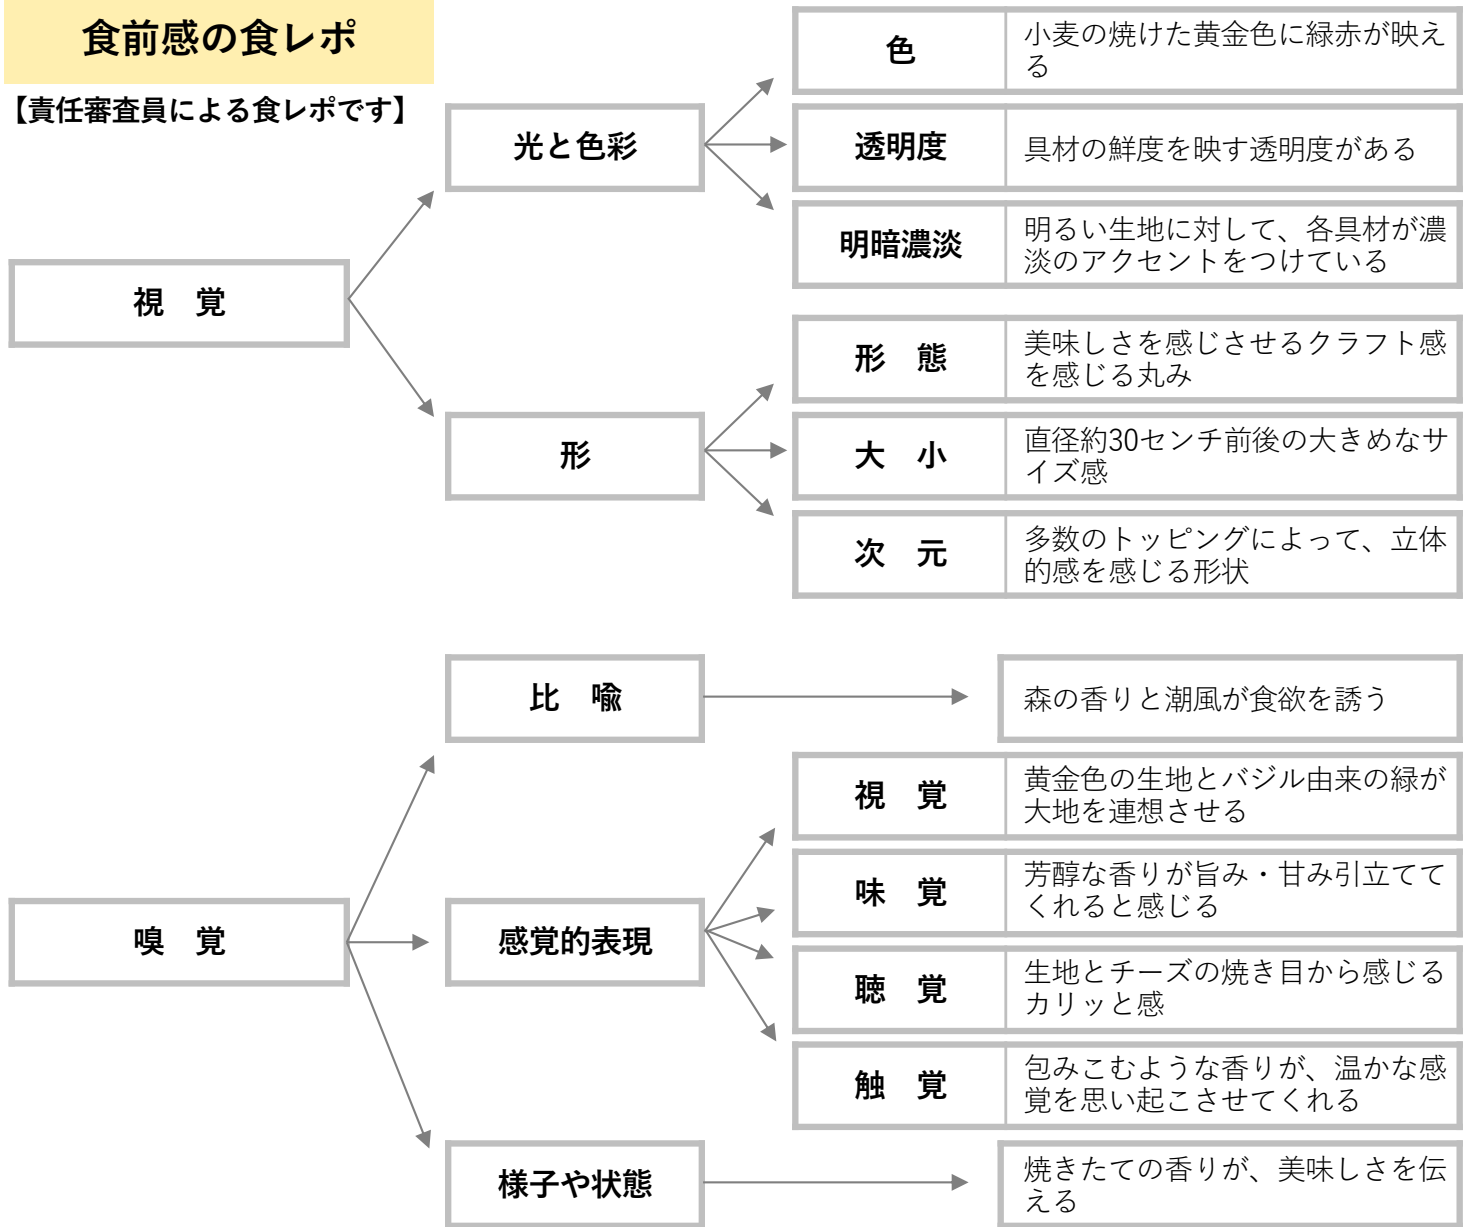 食前感の食レポ
【責任審査員による食レポです】
視　覚
光と色彩
色
小麦の焼けた黄金色に緑赤が映え
る
透明度
具材の鮮度を映す透明度がある
明暗濃淡
明るい生地に対して、各具材が濃
淡のアクセントをつけている
形
形　態
美味しさを感じさせるクラフト感
を感じる丸み
大　小
直径約30センチ前後の大きめなサ
イズ感
次　元
多数のトッピングによって、立体
的感を感じる形状
嗅　覚
比　喩
森の香りと潮風が食欲を誘う
感覚的表現
視　覚
黄金色の生地とバジル由来の緑が
大地を連想させる
味　覚
芳醇な香りが旨み・甘み引立てて
くれると感じる
聴　覚
生地とチーズの焼き目から感じる
カリッと感
触　覚
包みこむような香りが、温かな感
覚を思い起こさせてくれる
様子や状態
焼きたての香りが、美味しさを伝
える